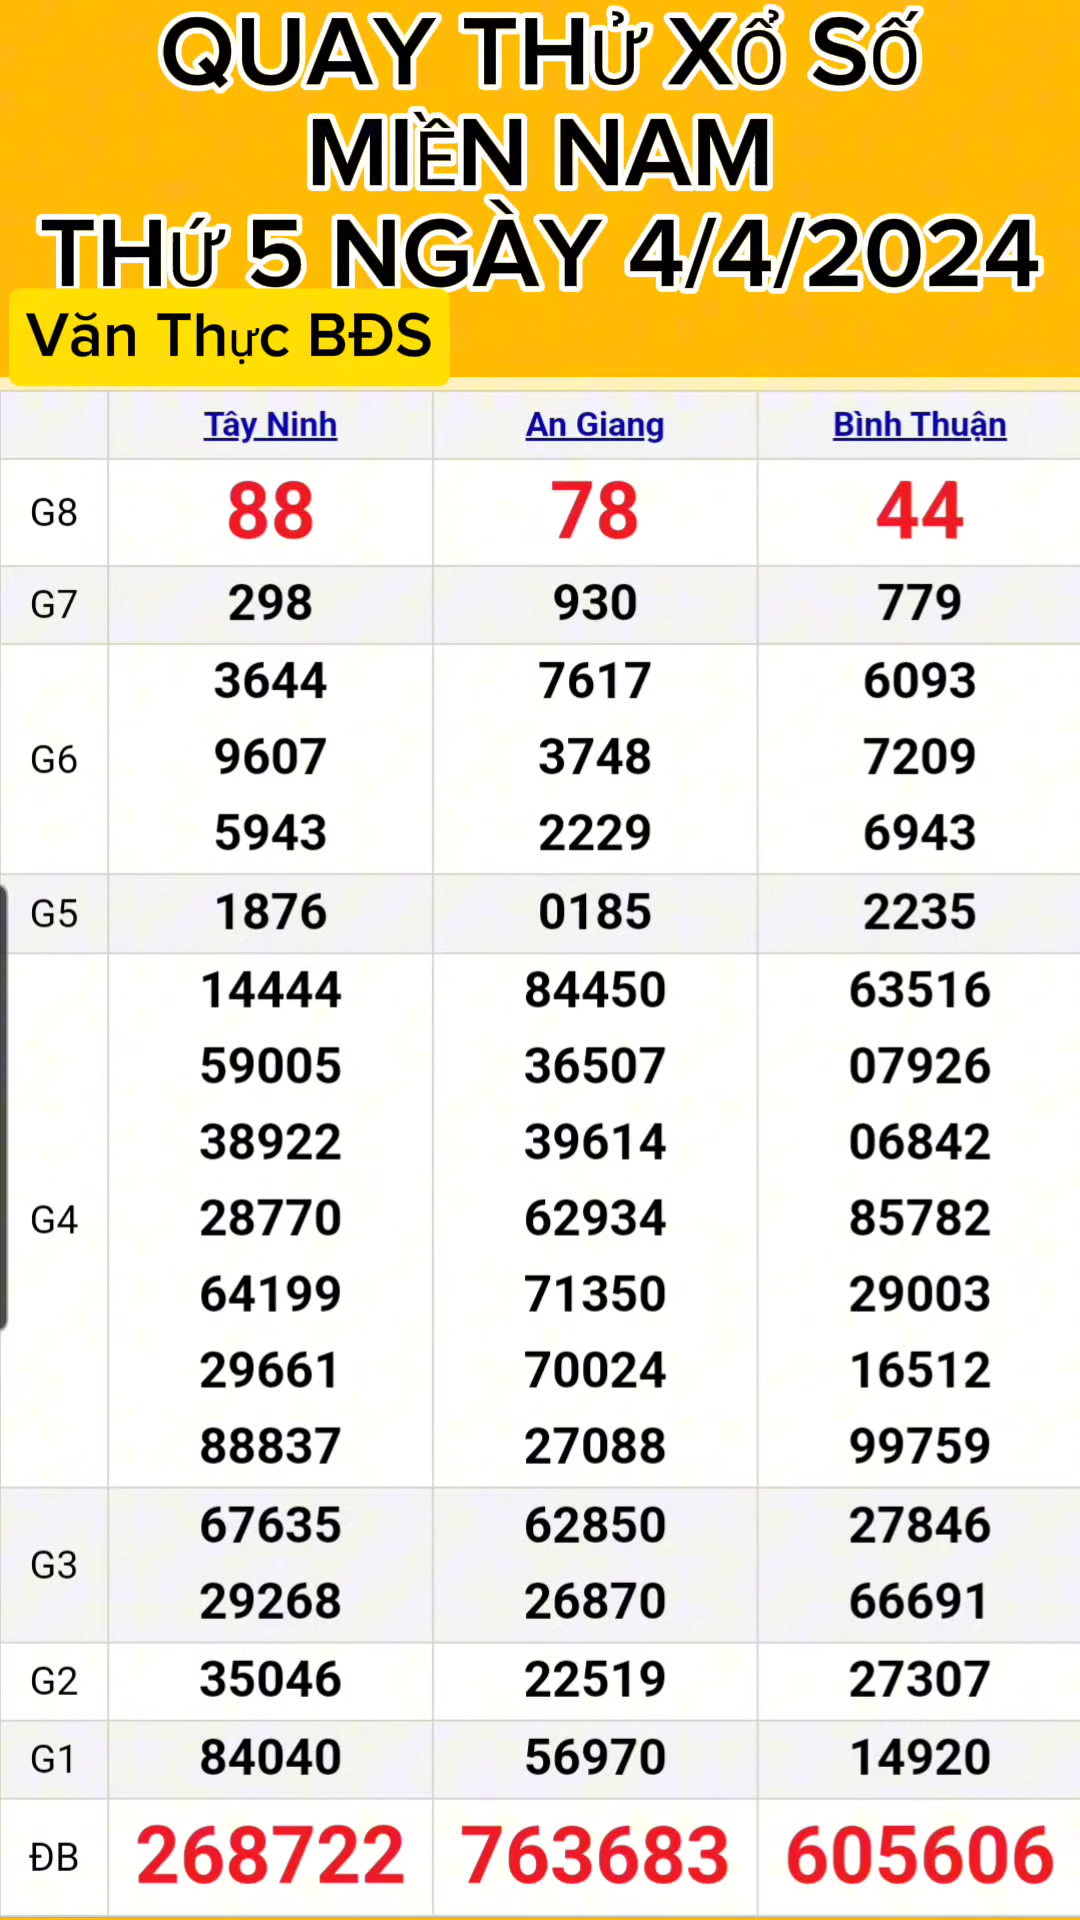 QUAY THỬ XỔ SỐ
MIỀN NAM
THỨ 5 NGÀY 4/4/2024
Văn Thực BĐS
Tây Ninh An Giang Bình Thuận
G8 88 78 44
G7 298 930 779
3644 7617 6093
G6 9607 3748 7209
5943 2229 6943
G5 1876 0185 2235
14444 84450 63516
59005 36507 07926
38922 39614 06842
G4 28770 62934 85782
64199 71350 29003
29661 70024 16512
88837 27088 99759
G3 67635 62850 27846
29268 26870 66691
G2 35046 22519 27307
G1 84040 56970 14920
ĐB 268722 763683 605606